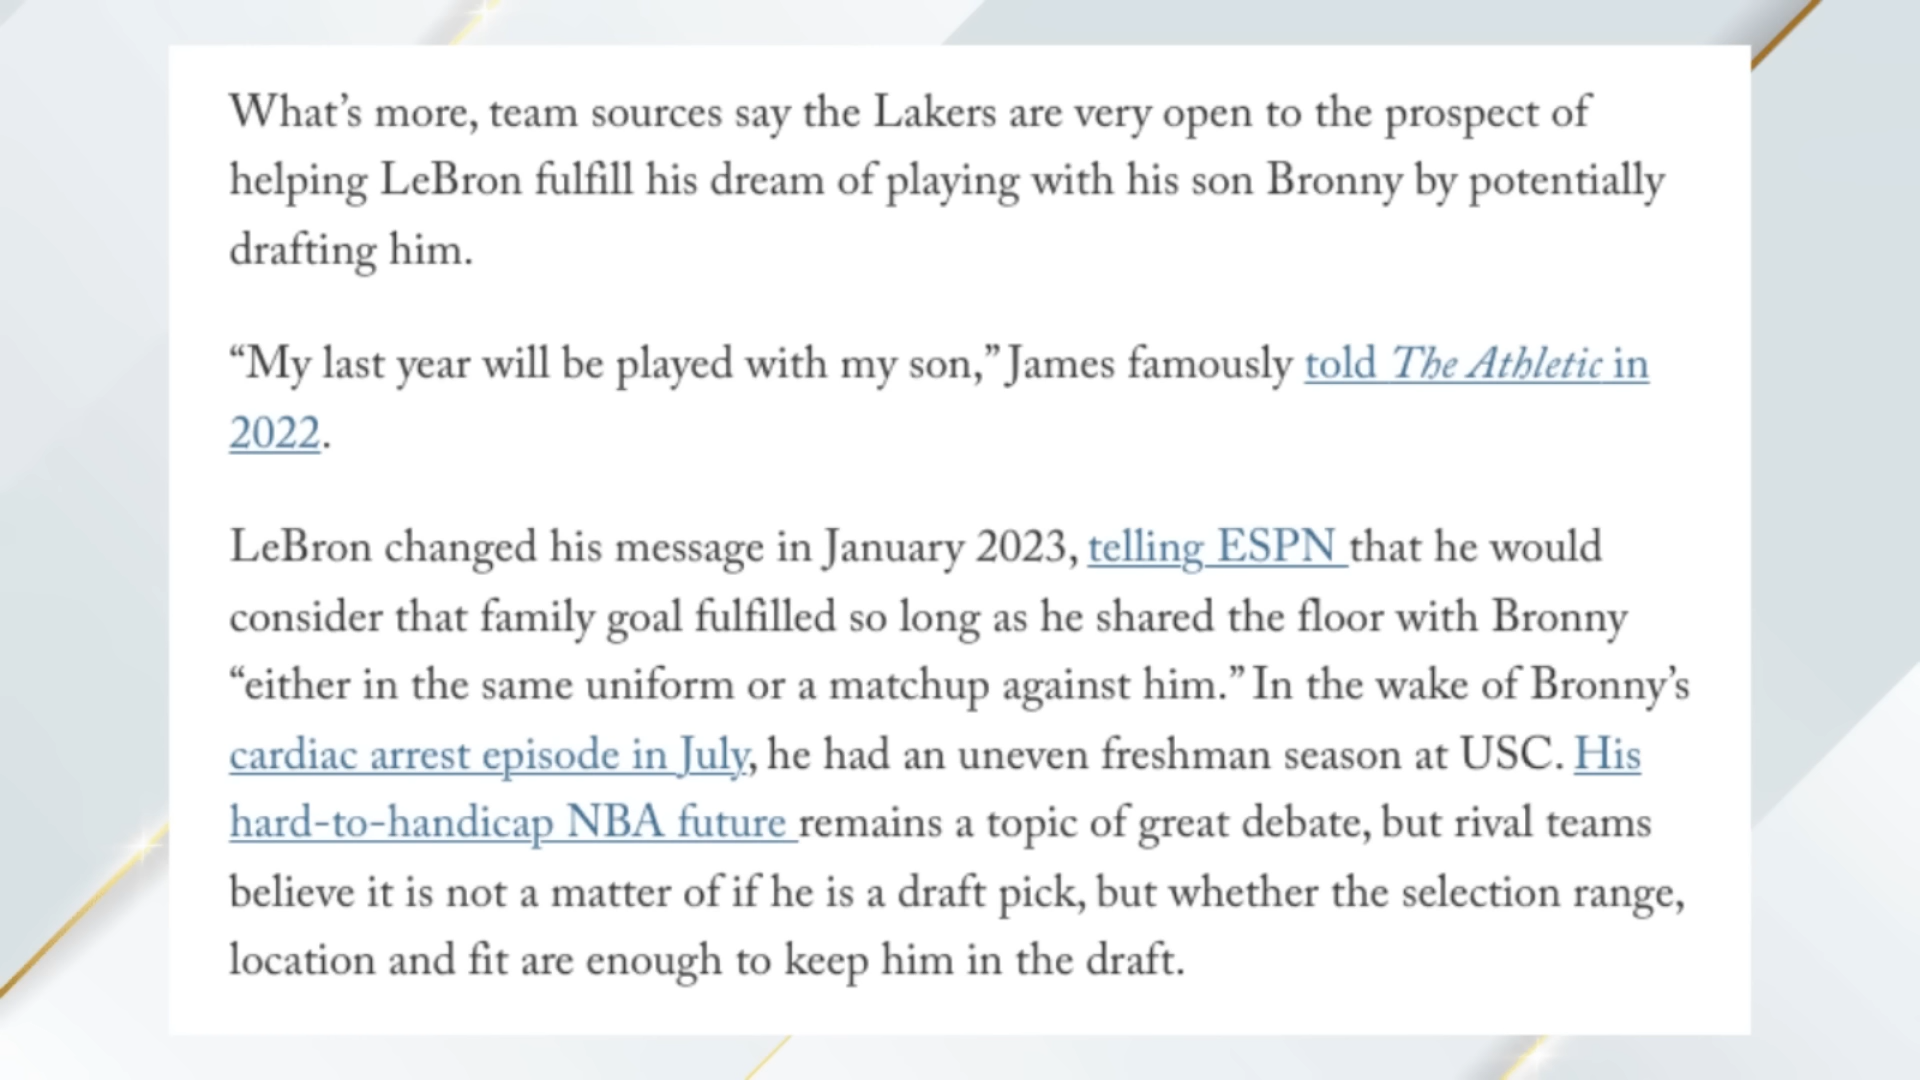 What’s more, team sources say the Lakers are very open to the prospect of
helping LeBron fulfill his dream of playing with his son Bronny by potentially
drafting him.
“My last year will be played with my son,” James famously told The Athletic in
2022.
LeBron changed his message in January 2023, telling ESPN that he would
consider that family goal fulfilled so long as he shared the floor with Bronny
“either in the same uniform or a matchup against him.” In the wake of Bronny’s
cardiac arrest episode in July, he had an uneven freshman season at USC. His
hard-to-handicap NBA future remains a topic of great debate, but rival teams
believe it is not a matter of if he is a draft pick, but whether the selection range,
location and fit are enough to keep him in the draft.